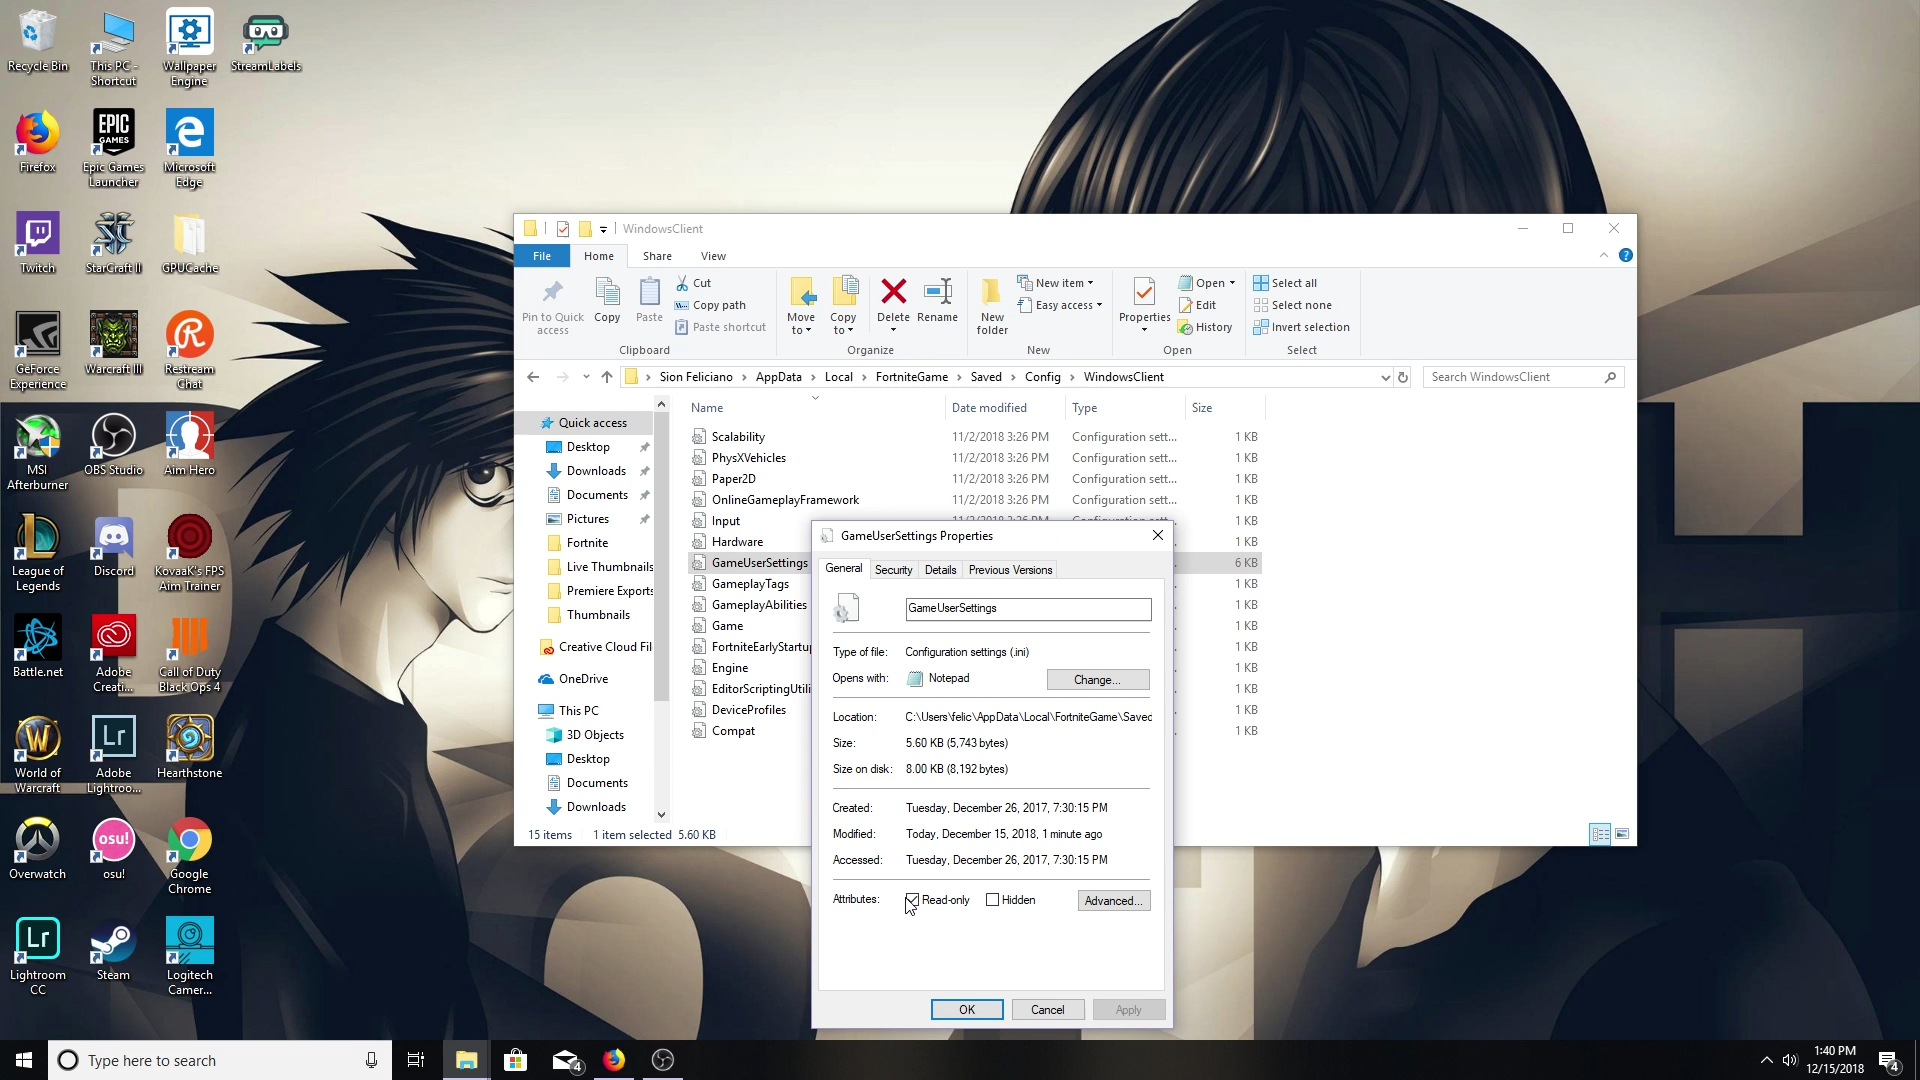 Recycle Bin
This PC - Shortcut
Wallpaper Engine
StreamLabels
Firefox
EPIC GAMES
Epic Games Launcher
Microsoft Edge
Twitch
StarCraft II
GPUCache
GeForce Experience
Warcraft III
Restream Chat
MSI Afterburner
OBS Studio
Aim Hero
League of Legends
Discord
KovaaK's FPS Aim Trainer
Battle.net
Adobe Creati...
Call of Duty Black Ops 4
World of Warcraft
Lr
Adobe Lightroo...
Hearthstone
Overwatch
osu!
osu!
Google Chrome
Lr
Lightroom CC
Steam
Logitech Camer...
WindowsClient
File Home Share View
Pin to Quick access
Copy
Paste
Cut
Copy path
Paste shortcut
Clipboard
Move to
Copy to
Delete
Rename
Organize
New folder
New item
Easy access
New
Properties
Open
Edit
History
Open
Select all
Select none
Invert selection
Select
Sion Feliciano > AppData > Local > FortniteGame > Saved > Config > WindowsClient
Search WindowsClient
Quick access
Desktop
Downloads
Documents
Pictures
Fortnite
Live Thumbnails
Premiere Exports
Thumbnails
Creative Cloud Fil
OneDrive
This PC
3D Objects
Desktop
Documents
Downloads
Name Date modified Type Size
Scalability 11/2/2018 3:26 PM Configuration sett... 1 KB
PhysXVehicles 11/2/2018 3:26 PM Configuration sett... 1 KB
Paper2D 11/2/2018 3:26 PM Configuration sett... 1 KB
OnlineGameplayFramework 11/2/2018 3:26 PM Configuration sett... 1 KB
Input 11/2/2018 3:26 PM Configuration sett... 1 KB
Hardware 1 KB
GameUserSettings 6 KB
GameplayTags 1 KB
GameplayAbilities 1 KB
Game 1 KB
FortniteEarlyStartup 1 KB
Engine 1 KB
EditorScriptingUtili 1 KB
DeviceProfiles 1 KB
Compat 1 KB
15 items 1 item selected 5.60 KB
GameUserSettings Properties
General Security Details Previous Versions
GameUserSettings
Type of file: Configuration settings (.ini)
Opens with: Notepad Change...
Location: C:\Users\felic\AppData\Local\FortniteGame\Saved
Size: 5.60 KB (5,743 bytes)
Size on disk: 8.00 KB (8,192 bytes)
Created: Tuesday, December 26, 2017, 7:30:15 PM
Modified: Today, December 15, 2018, 1 minute ago
Accessed: Tuesday, December 26, 2017, 7:30:15 PM
Attributes: Read-only Hidden Advanced...
OK Cancel Apply
Type here to search
4
1:40 PM
12/15/2018
4